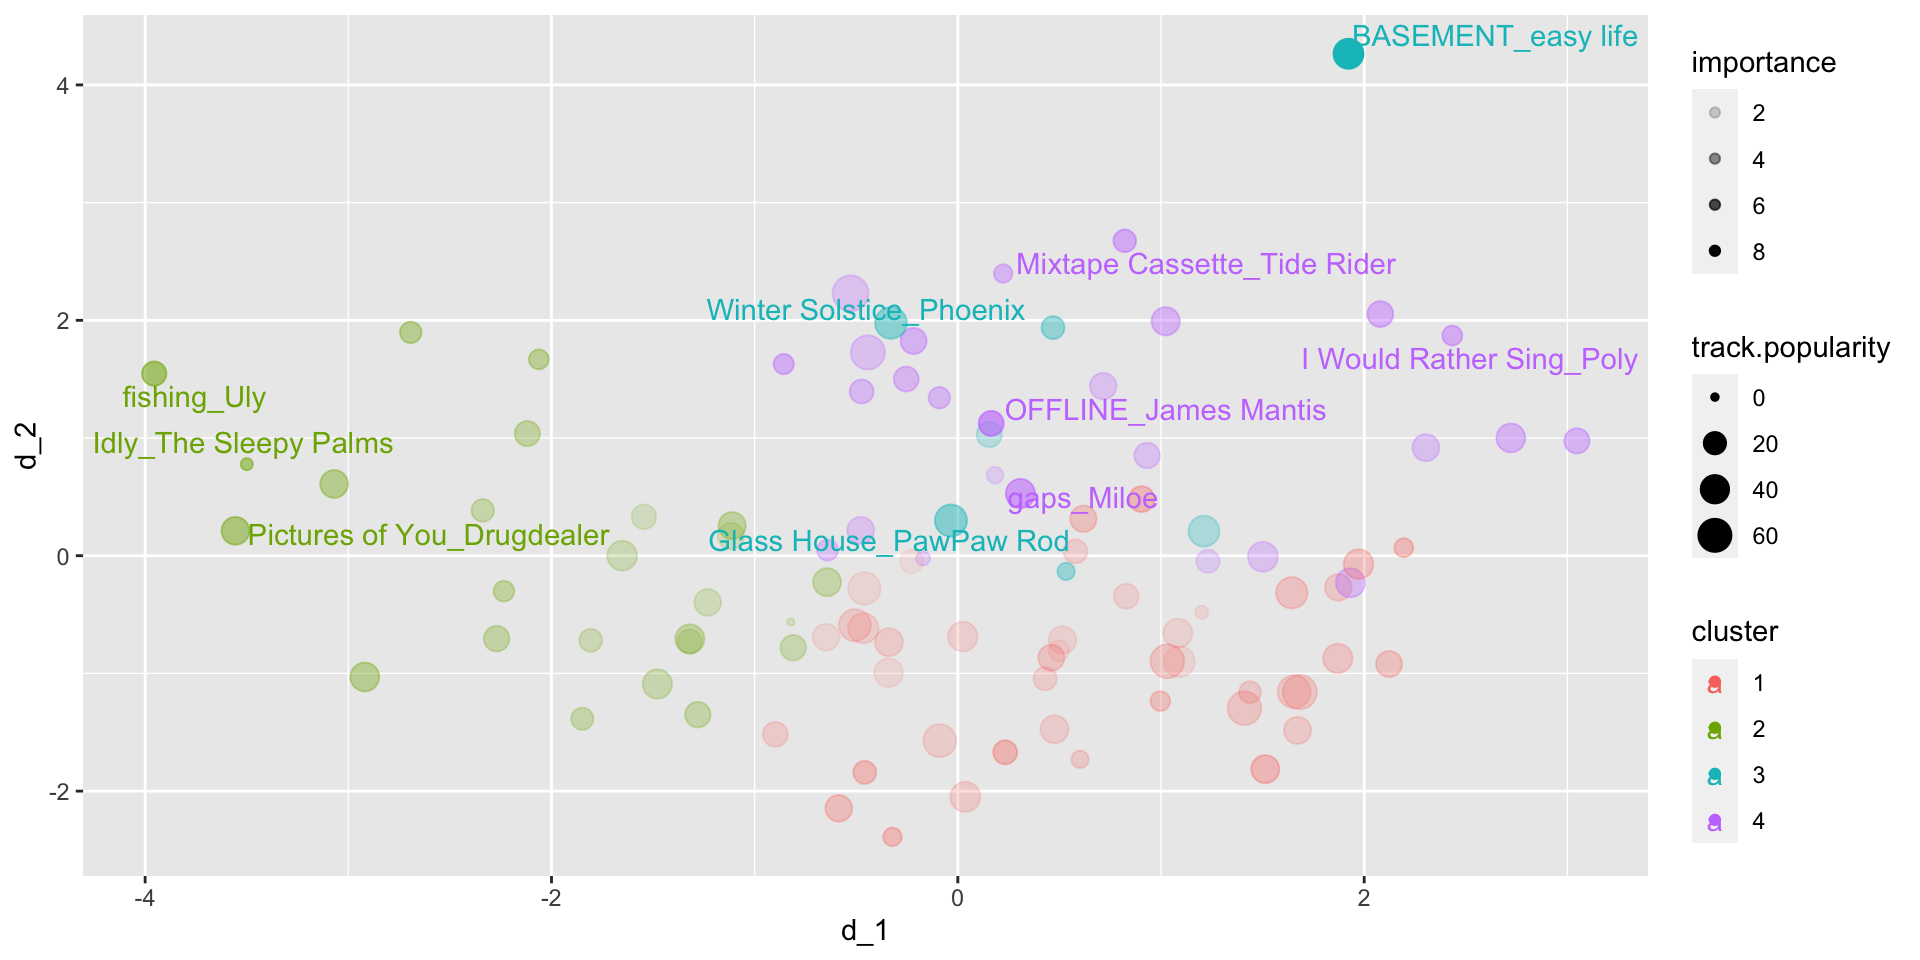 BASEMENT_easy life
Mixtape Cassette_Tide Rider
Winter Solstice_Phoenix
I Would Rather Sing_Poly
fishing_Uly
OFFLINE_James Mantis
Idly_The Sleepy Palms
gaps_Miloe
Pictures of You_Drugdealer
Glass House_PawPaw Rod
4
2
0
-2
d_2
-4
-2
0
2
d_1
importance
2
4
6
8
track.popularity
0
20
40
60
cluster
a 1
a 2
a 3
a 4